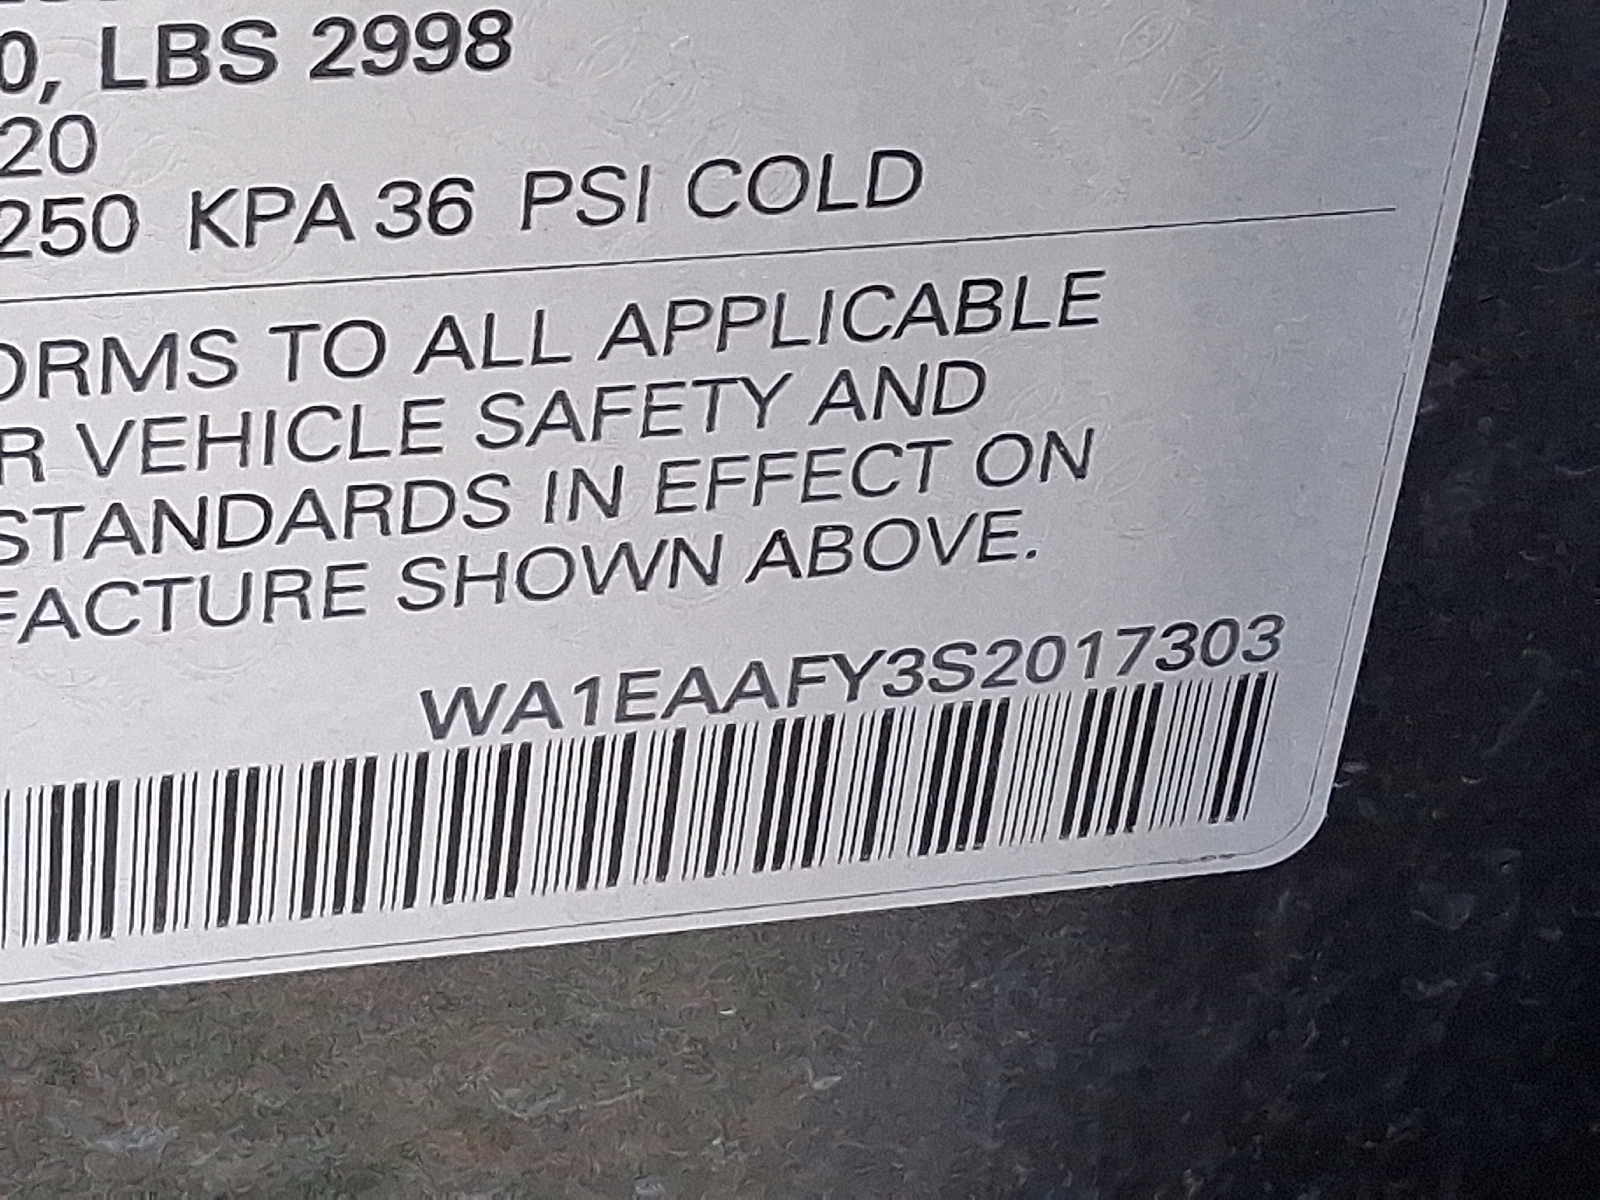 0, LBS 2998
20
250 KPA 36 PSI COLD
ORMS TO ALL APPLICABLE
R VEHICLE SAFETY AND
STANDARDS IN EFFECT ON
FACTURE SHOWN ABOVE.
WA1EAAFY3S2017303